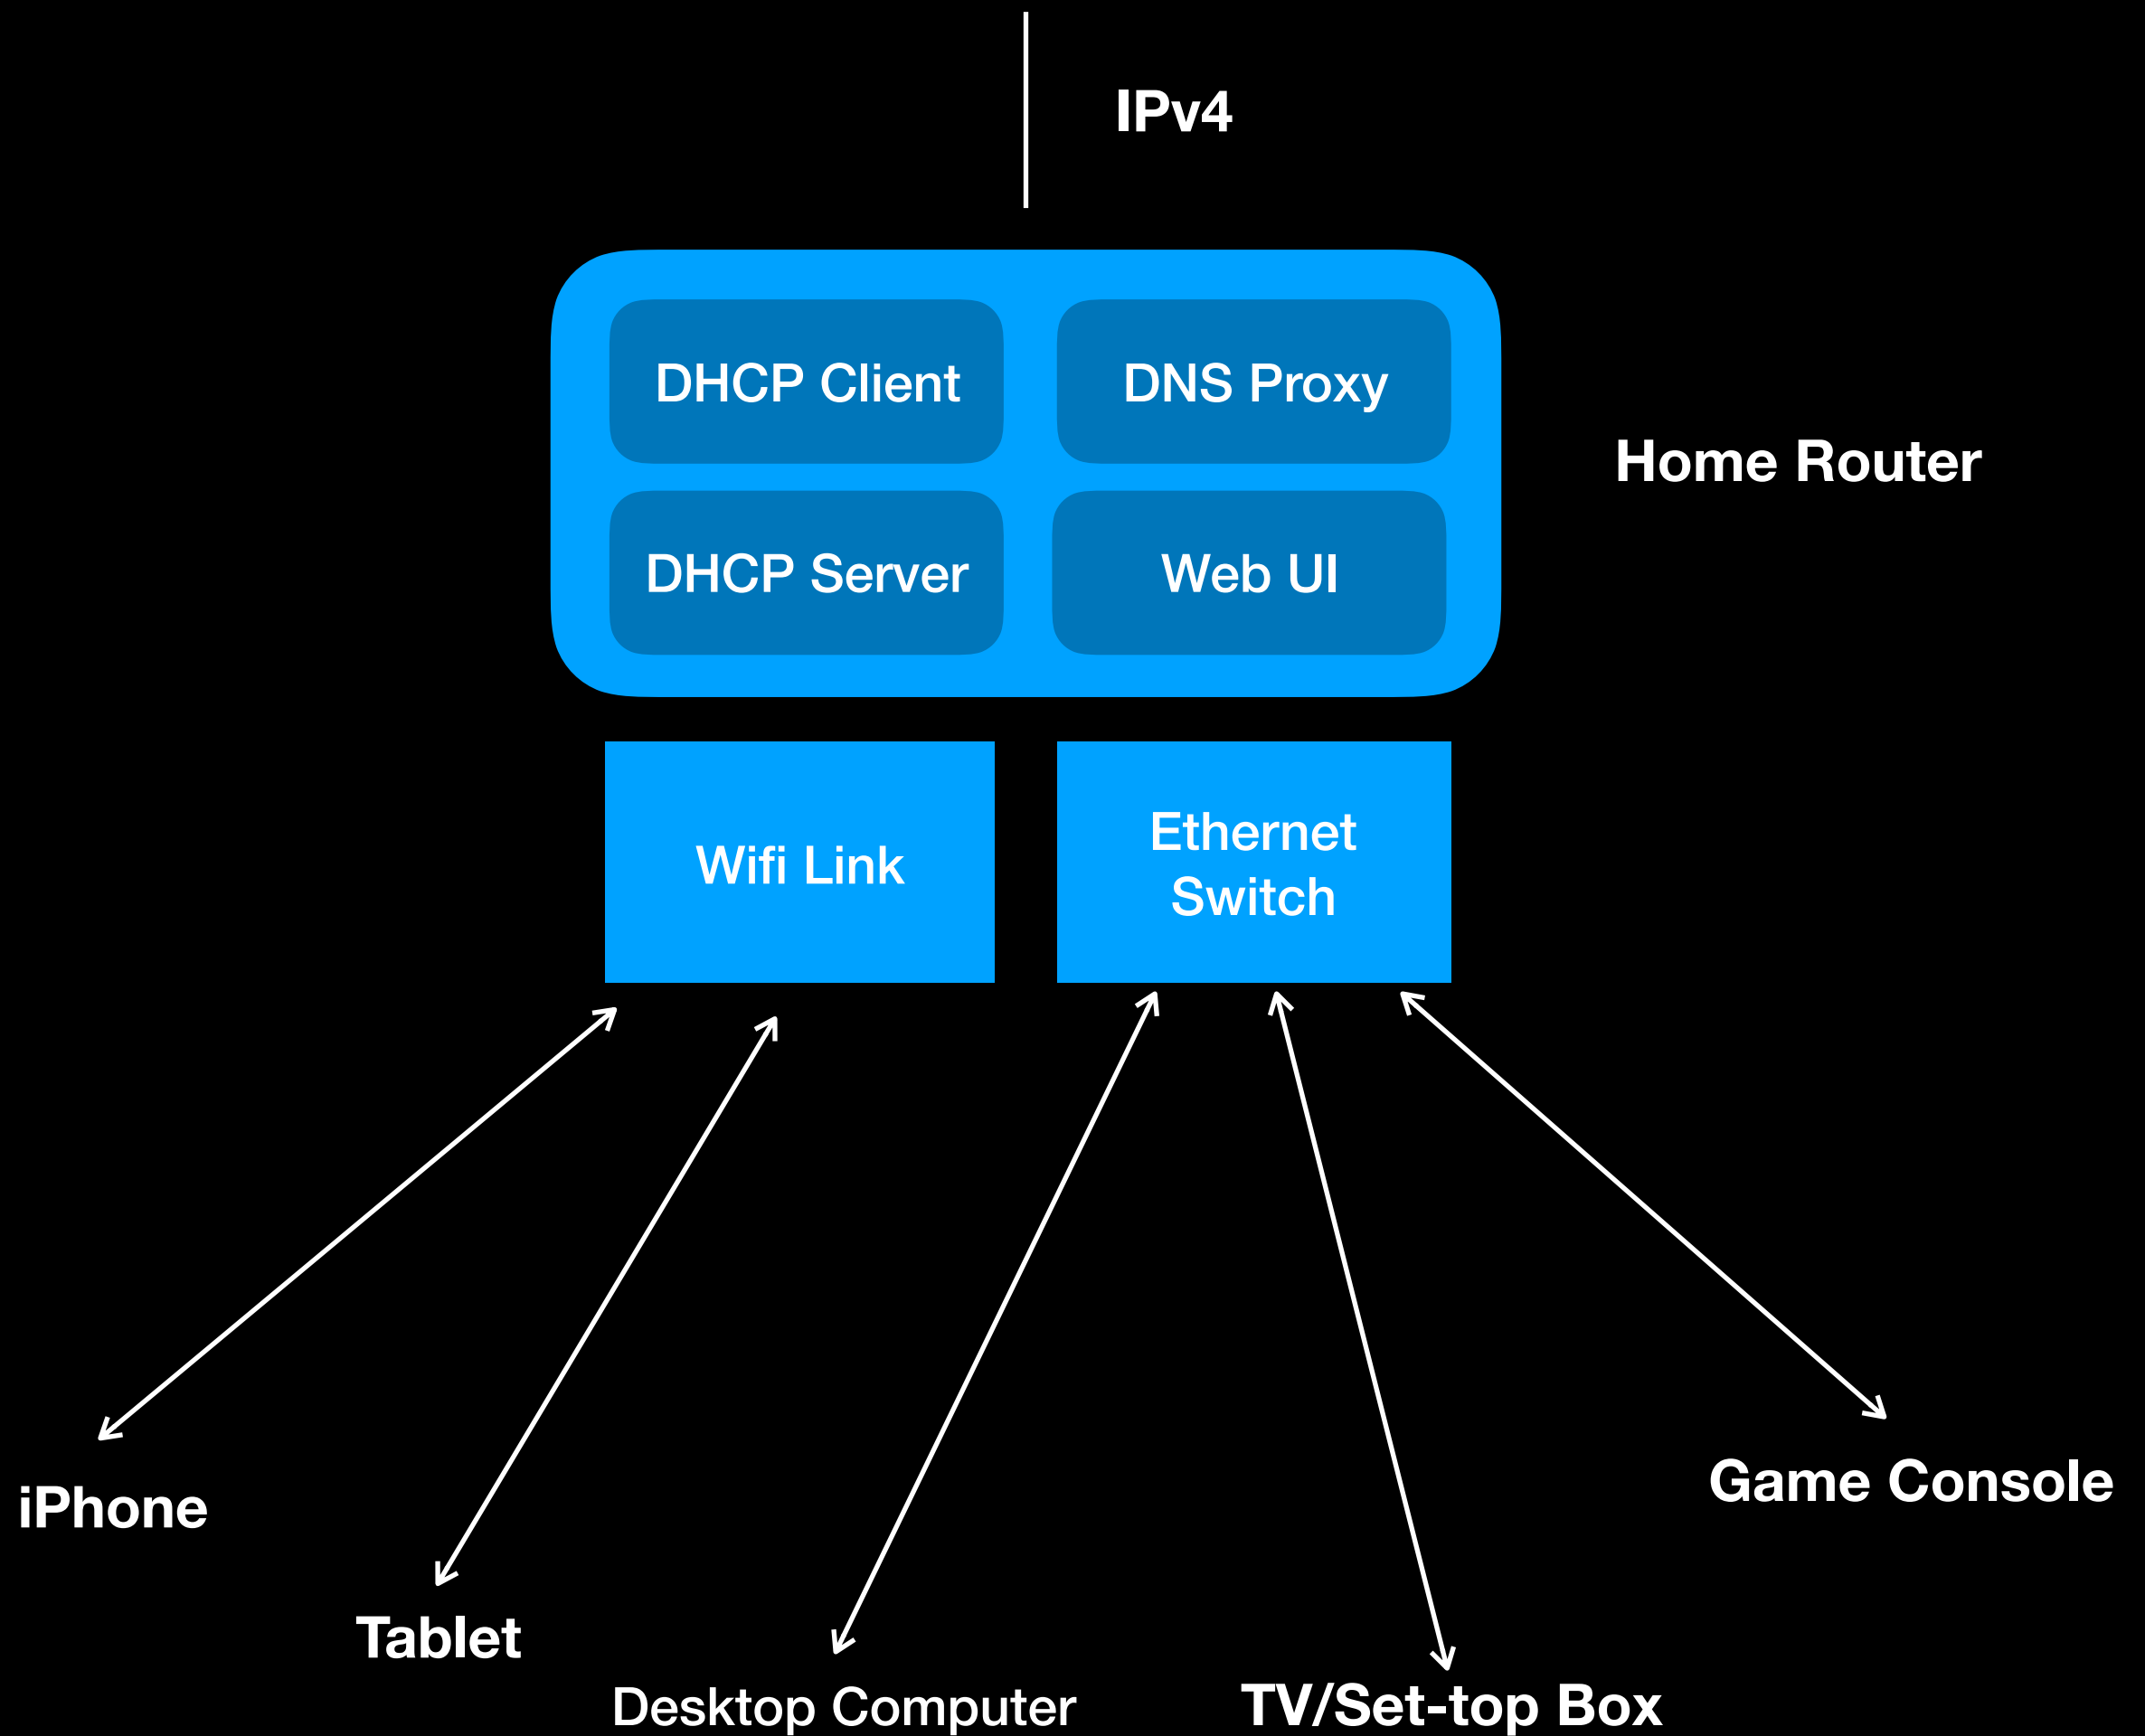 IPv4
DHCP Client
DNS Proxy
Home Router
DHCP Server
Web UI
Wifi Link
Ethernet
Switch
iPhone
Tablet
Desktop Computer
TV/Set-top Box
Game Console